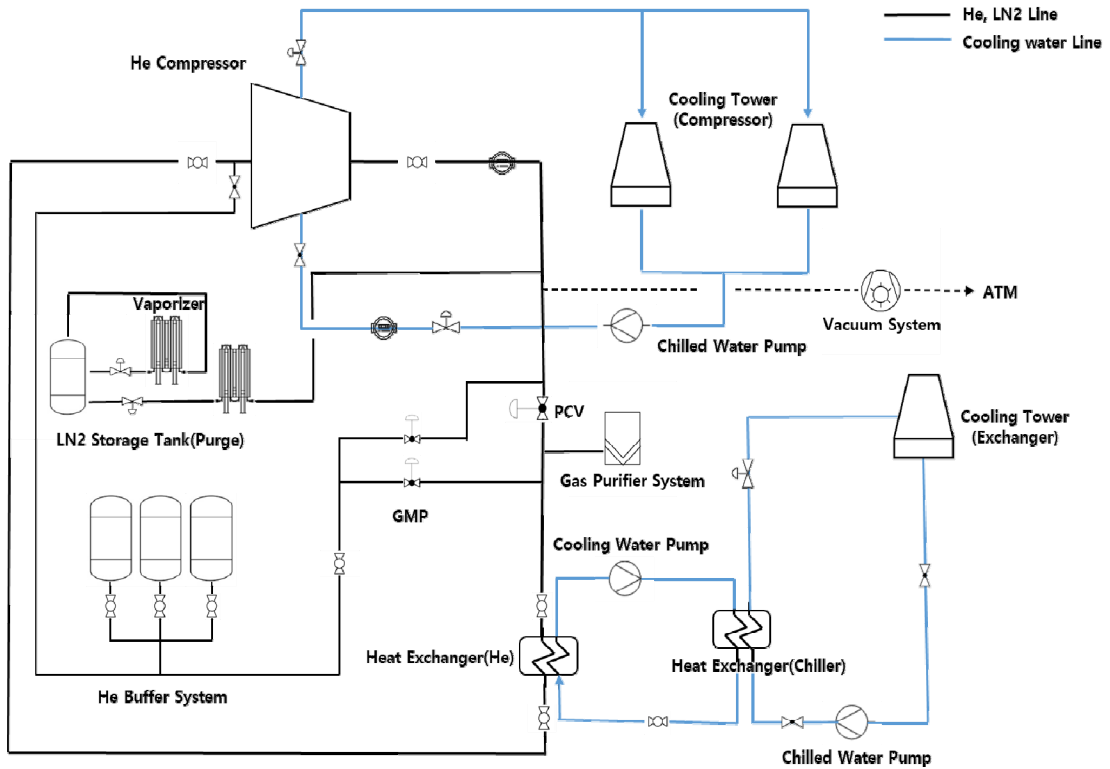 He, LN2 Line
Cooling water Line
He Compressor
Cooling Tower
(Compressor)
Vaporizer
ATM
Vacuum System
Chilled Water Pump
LN2 Storage Tank(Purge)
PCV
Cooling Tower
(Exchanger)
Gas Purifier System
GMP
Cooling Water Pump
Heat Exchanger(He)
Heat Exchanger(Chiller)
He Buffer System
Chilled Water Pump